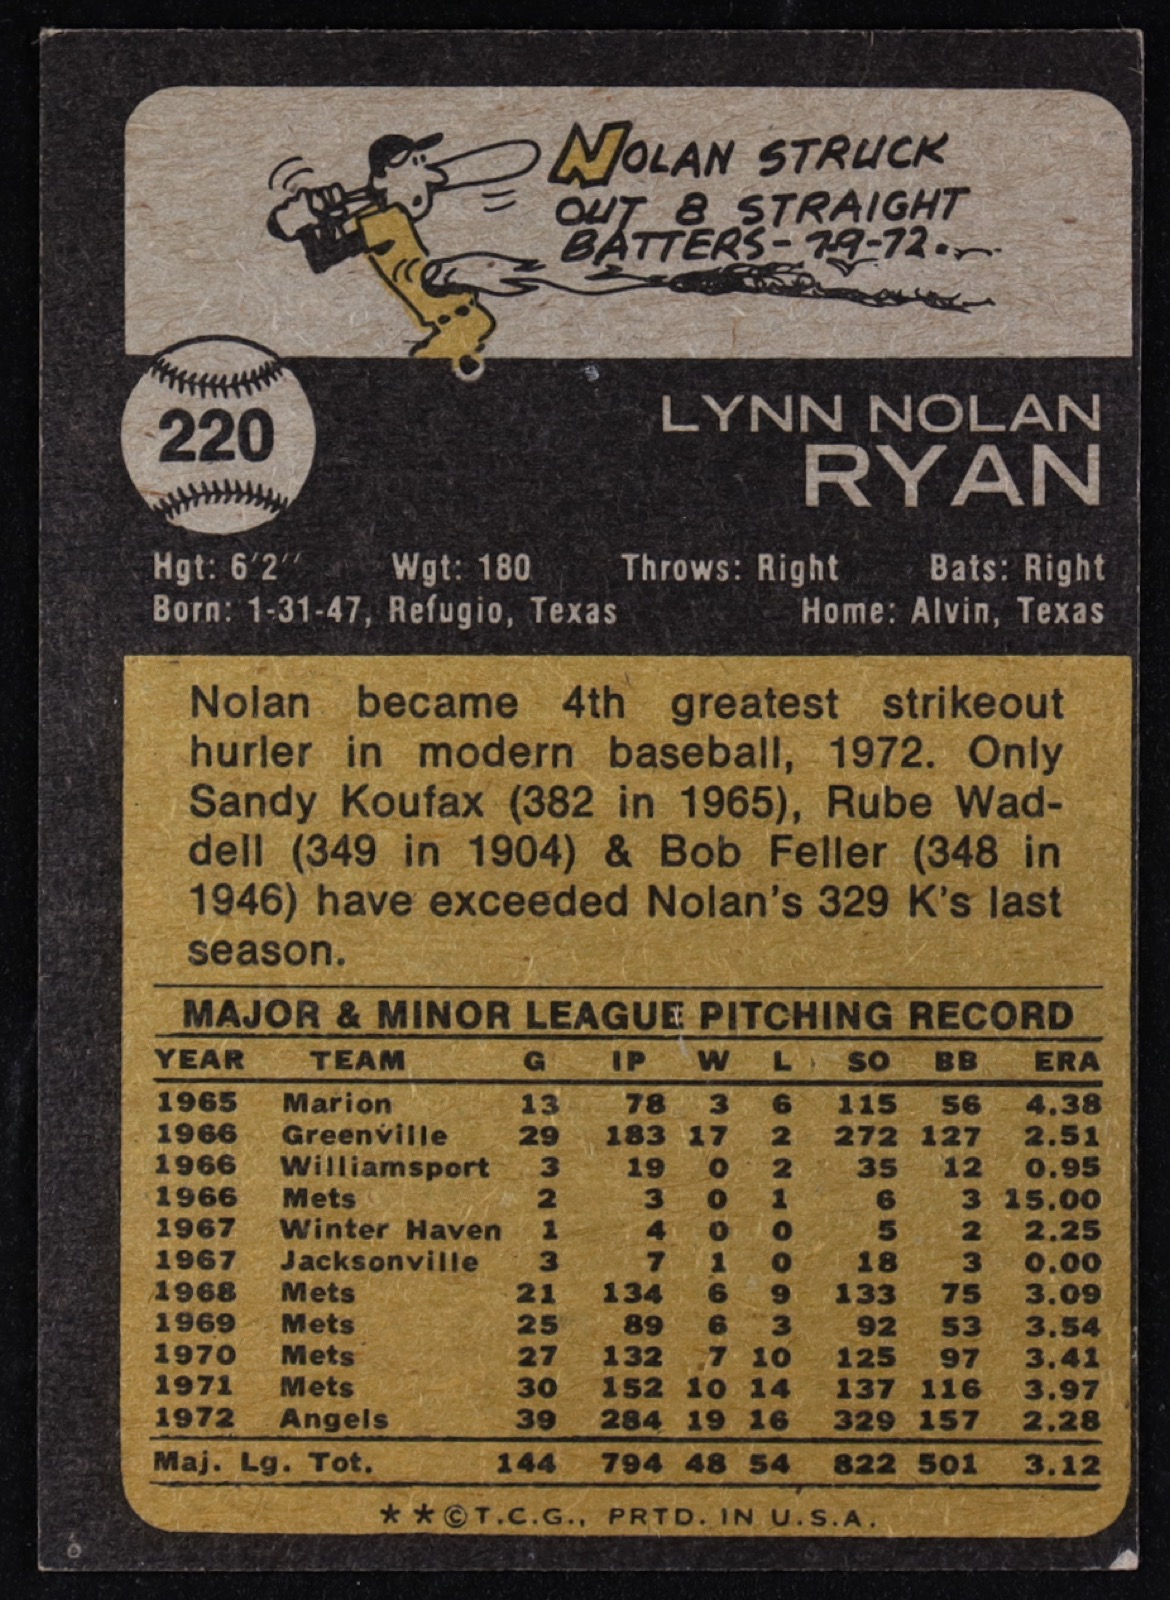 NOLAN STRUCK
OUT 8 STRAIGHT
BATTERS - 7-9-72.
220
LYNN NOLAN
RYAN
Hgt: 6'2" Wgt: 180 Throws: Right Bats: Right
Born: 1-31-47, Refugio, Texas Home: Alvin, Texas
Nolan became 4th greatest strikeout
hurler in modern baseball, 1972. Only
Sandy Koufax (382 in 1965), Rube Wad-
dell (349 in 1904) & Bob Feller (348 in
1946) have exceeded Nolan's 329 K's last
season.
MAJOR & MINOR LEAGUE PITCHING RECORD
YEAR TEAM G IP W L SO BB ERA
1965 Marion 13 78 3 6 115 56 4.38
1966 Greenville 29 183 17 2 272 127 2.51
1966 Williamsport 3 19 0 2 35 12 0.95
1966 Mets 2 3 0 1 6 3 15.00
1967 Winter Haven 1 4 0 0 5 2 2.25
1967 Jacksonville 3 7 1 0 18 3 0.00
1968 Mets 21 134 6 9 133 75 3.09
1969 Mets 25 89 6 3 92 53 3.54
1970 Mets 27 132 7 10 125 97 3.41
1971 Mets 30 152 10 14 137 116 3.97
1972 Angels 39 284 19 16 329 157 2.28
Maj. Lg. Tot. 144 794 48 54 822 501 3.12
**©T.C.G., PRTD. IN U.S.A.